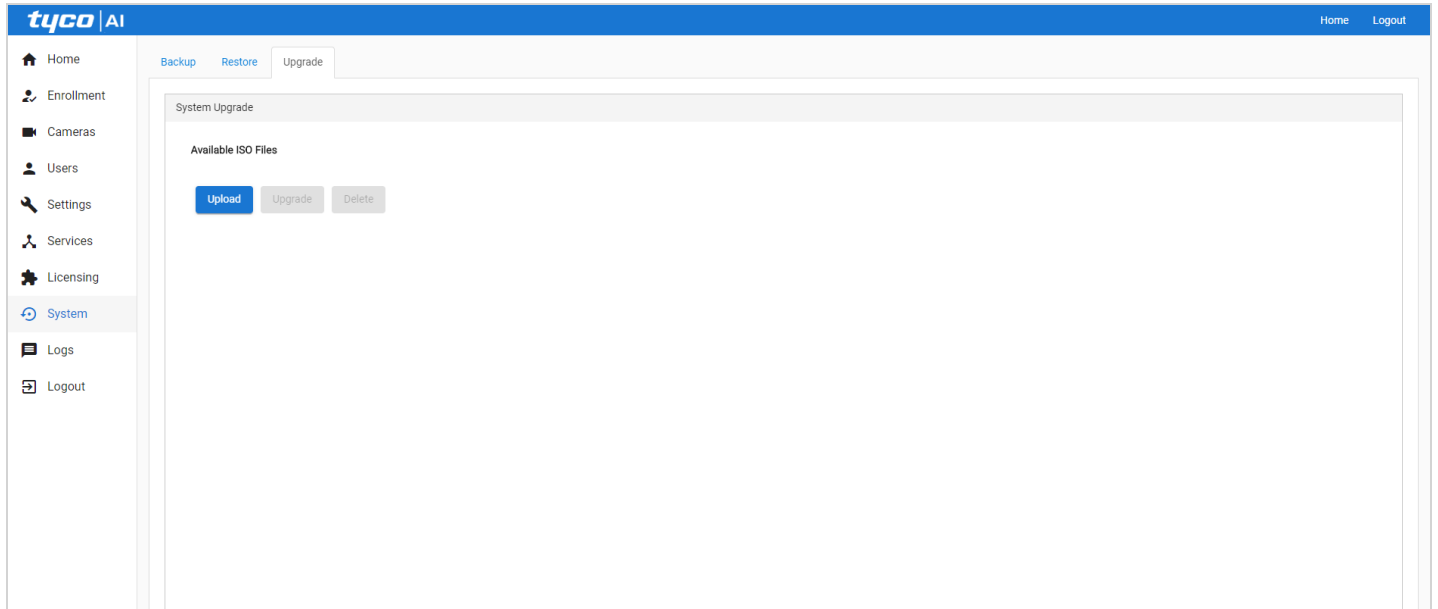 tyco | AI
Home Logout
Home
Enrollment
Cameras
Users
Settings
Services
Licensing
System
Logs
Logout
Backup Restore Upgrade
System Upgrade
Available ISO Files
Upload Upgrade Delete